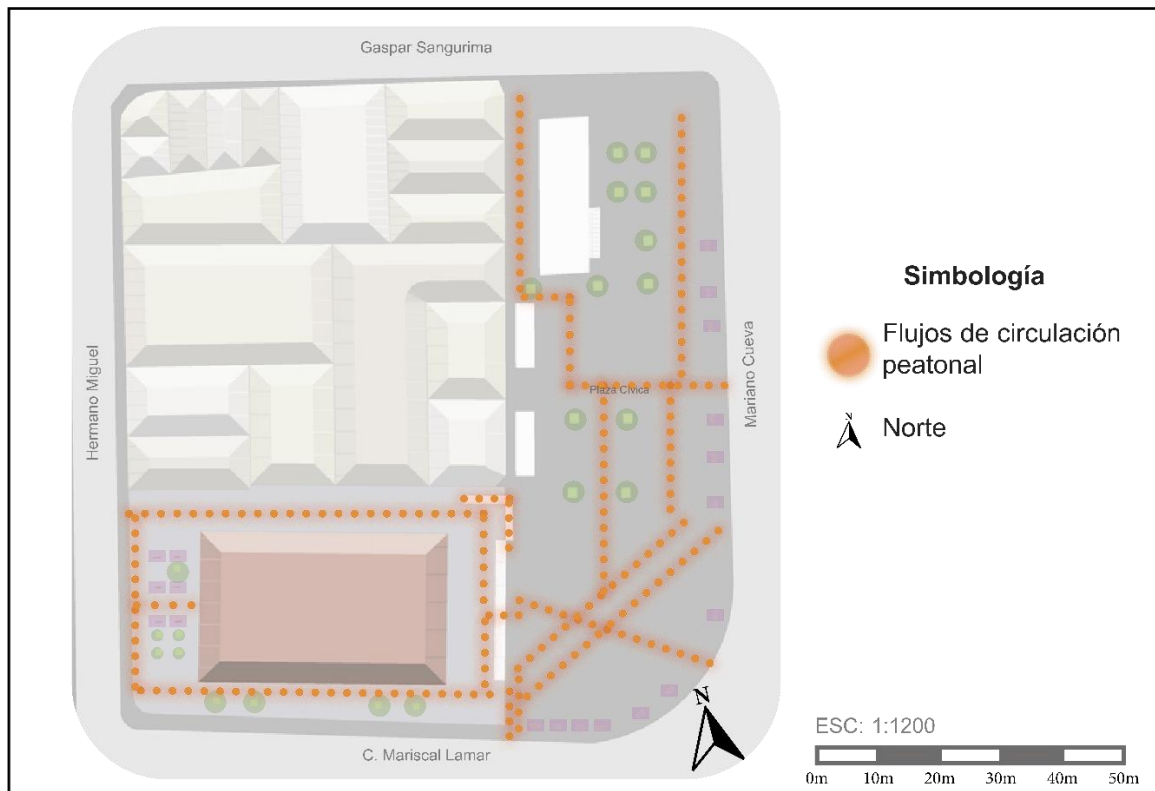 Gaspar Sangurima
Hermano Miguel
Plaza Cívica
Mariano Cueva
C. Mariscal Lamar
N
Simbología
Flujos de circulación
peatonal
N
Norte
ESC: 1:1200
0m 10m 20m 30m 40m 50m